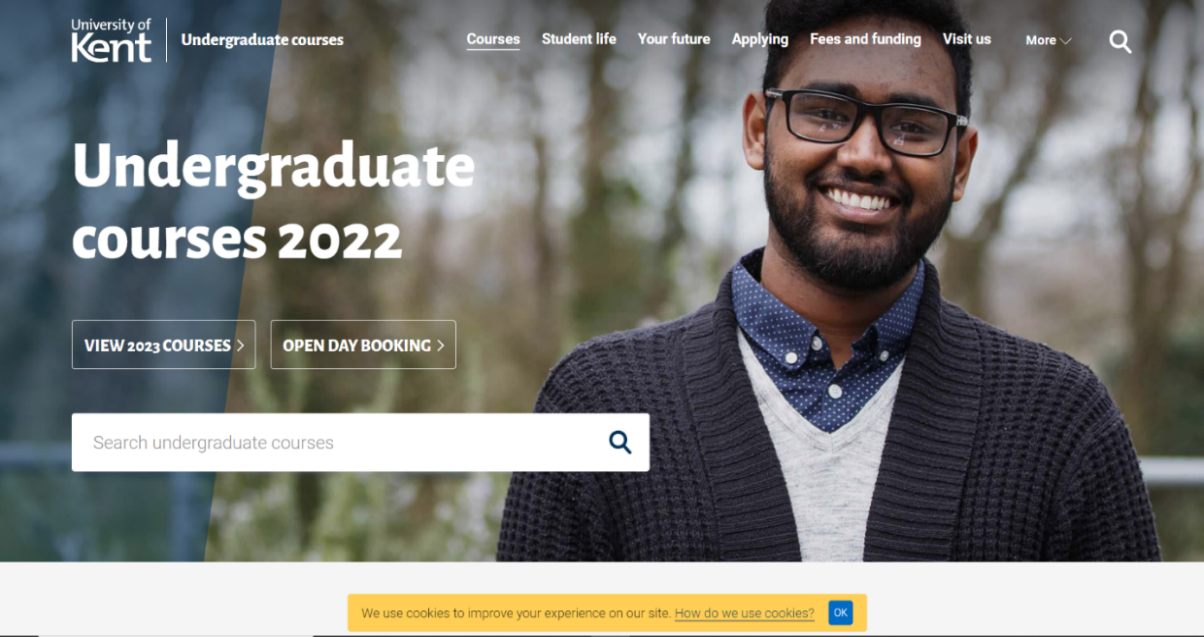 University of
Kent
Undergraduate courses
Courses Student life Your future Applying Fees and funding Visit us More
Undergraduate
courses 2022
VIEW 2023 COURSES
OPEN DAY BOOKING
Search undergraduate courses
We use cookies to improve your experience on our site. How do we use cookies? OK